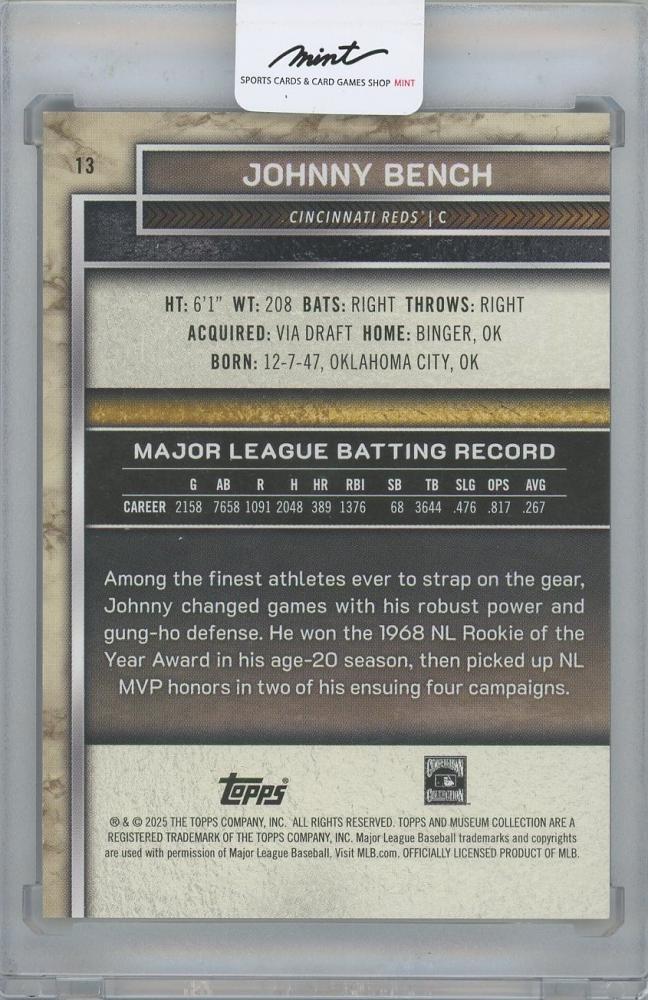 mint
SPORTS CARDS & CARD GAMES SHOP MINT
13
JOHNNY BENCH
CINCINNATI REDS® | C
HT: 6'1" WT: 208 BATS: RIGHT THROWS: RIGHT
ACQUIRED: VIA DRAFT HOME: BINGER, OK
BORN: 12-7-47, OKLAHOMA CITY, OK
MAJOR LEAGUE BATTING RECORD
G AB R H HR RBI SB TB SLG OPS AVG
CAREER 2158 7658 1091 2048 389 1376 68 3644 .476 .817 .267
Among the finest athletes ever to strap on the gear,
Johnny changed games with his robust power and
gung-ho defense. He won the 1968 NL Rookie of the
Year Award in his age-20 season, then picked up NL
MVP honors in two of his ensuing four campaigns.
topps®
COOPERSTOWN
COLLECTION
® & © 2025 THE TOPPS COMPANY, INC. ALL RIGHTS RESERVED. TOPPS AND MUSEUM COLLECTION ARE A
REGISTERED TRADEMARK OF THE TOPPS COMPANY, INC. Major League Baseball trademarks and copyrights
are used with permission of Major League Baseball. Visit MLB.com. OFFICIALLY LICENSED PRODUCT OF MLB.